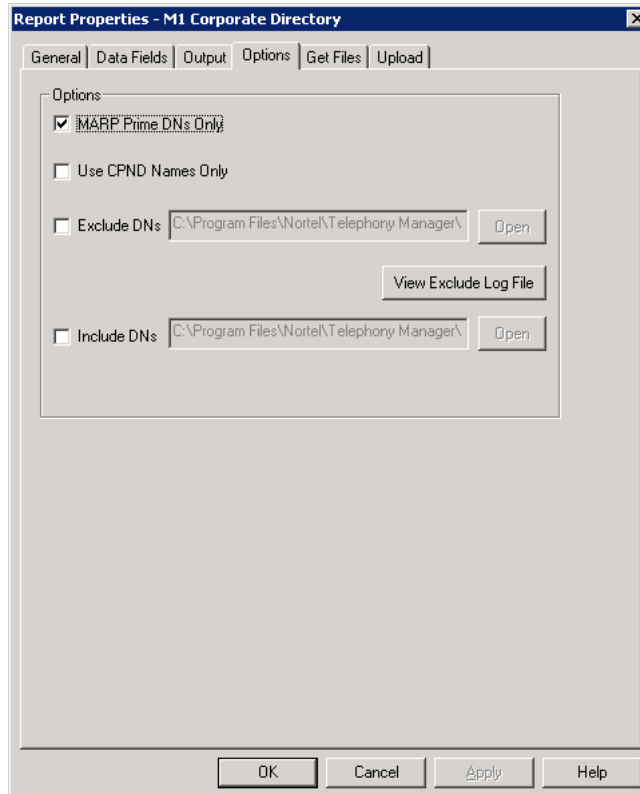 Report Properties - M1 Corporate Directory
General Data Fields Output Options Get Files Upload
Options
MARP Prime DNs Only
Use CPND Names Only
Exclude DNs C:\Program Files\Nortel\Telephony Manager\ Open
View Exclude Log File
Include DNs C:\Program Files\Nortel\Telephony Manager\ Open
OK Cancel Apply Help